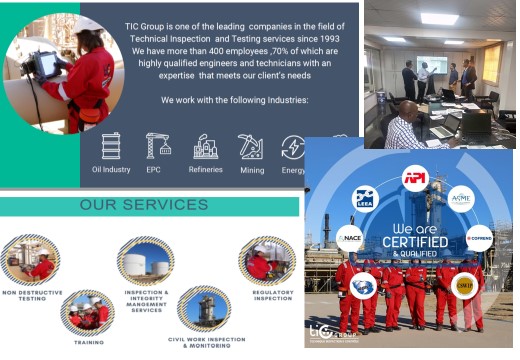 TIC Group is one of the leading companies in the field of
Technical Inspection and Testing services since 1993
We have more than 400 employees ,70% of which are
highly qualified engineers and technicians with an
expertise that meets our client's needs
We work with the following Industries:
Oil Industry
EPC
Refineries
Mining
Energy
OUR SERVICES
NON DESTRUCTIVE
TESTING
INSPECTION &
INTEGRITY
MANGEMENT
SERVICES
REGULATORY
INSPECTION
TRAINING
CIVIL WORK INSPECTION
& MONITORING
API
LEEA
ASME
NACE
COFREND
We are
CERTIFIED
& QUALIFIED
CSWIP
TIC GROUP